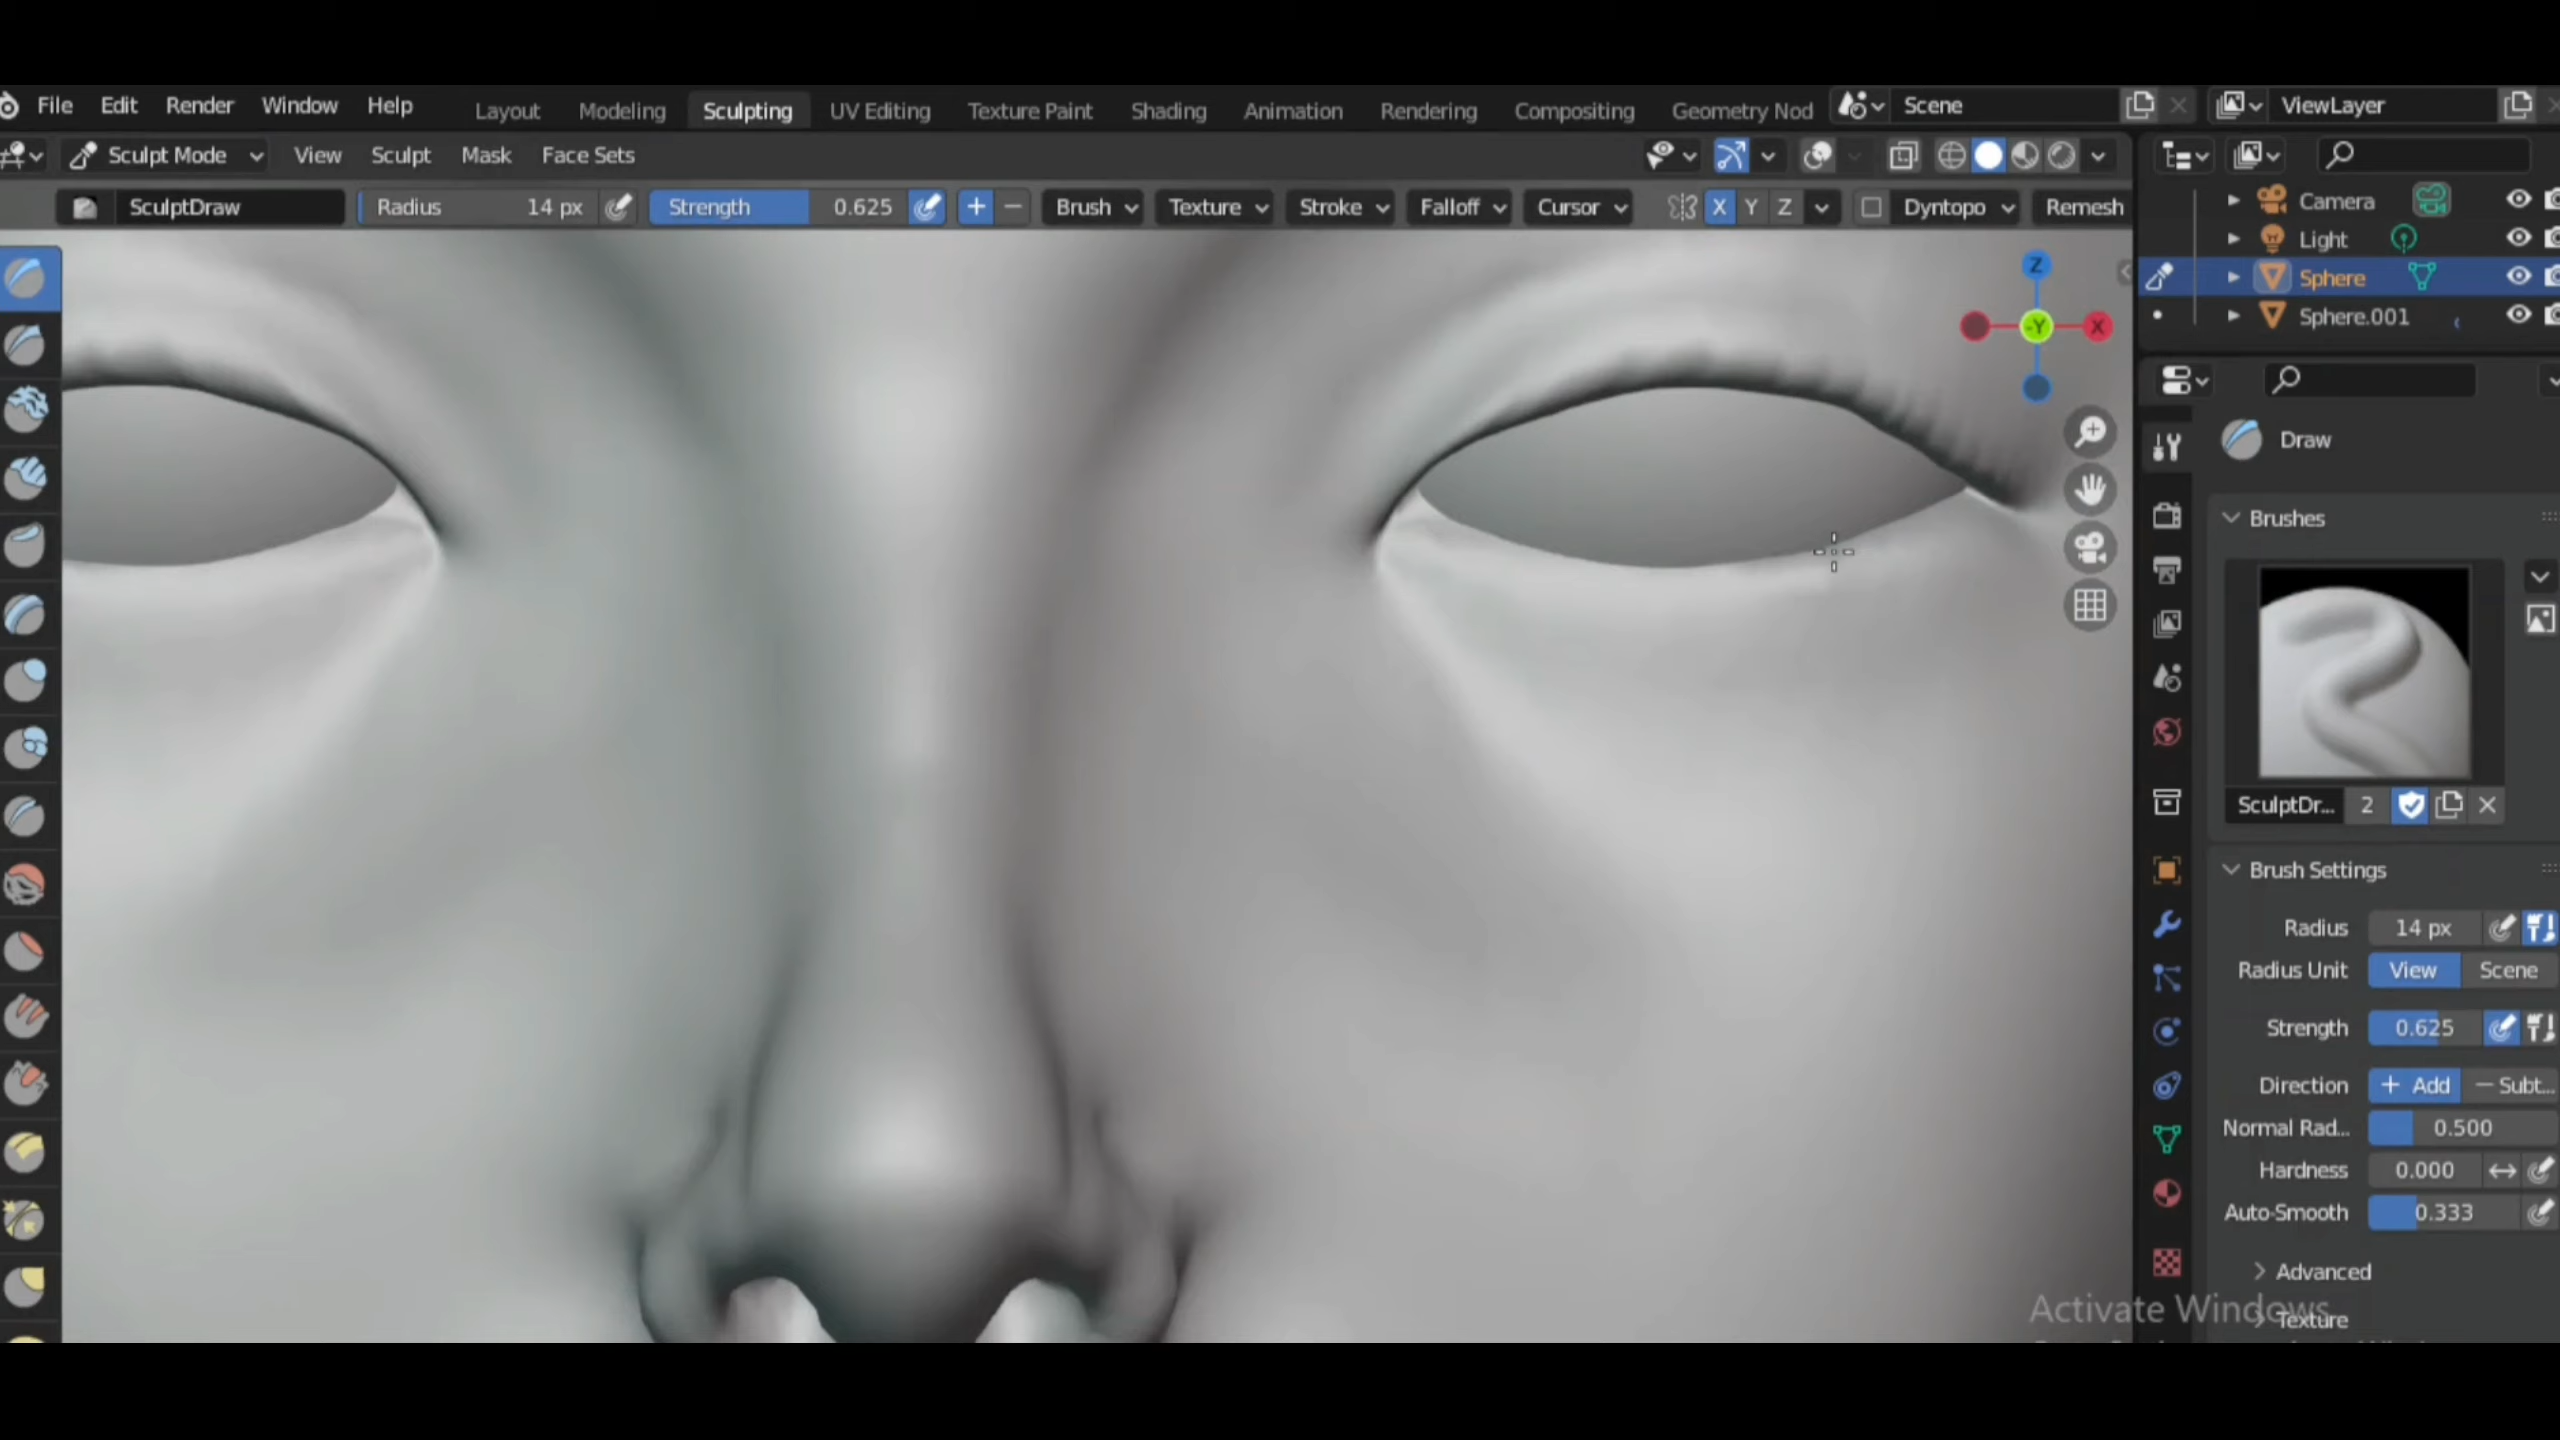 File Edit Render Window Help Layout Modeling Sculpting UV Editing Texture Paint Shading Animation Rendering Compositing Geometry Nod Scene ViewLayer
Sculpt Mode View Sculpt Mask Face Sets
SculptDraw Radius 14 px Strength 0.625 + − Brush Texture Stroke Falloff Cursor X Y Z Dyntopo Remesh
Camera
Light
Sphere
Sphere.001
Z
-Y X
Draw
Brushes
SculptDr... 2
Brush Settings
Radius 14 px
Radius Unit View Scene
Strength 0.625
Direction + Add − Subt...
Normal Rad... 0.500
Hardness 0.000
Auto-Smooth 0.333
Advanced
Activate Windows
Texture